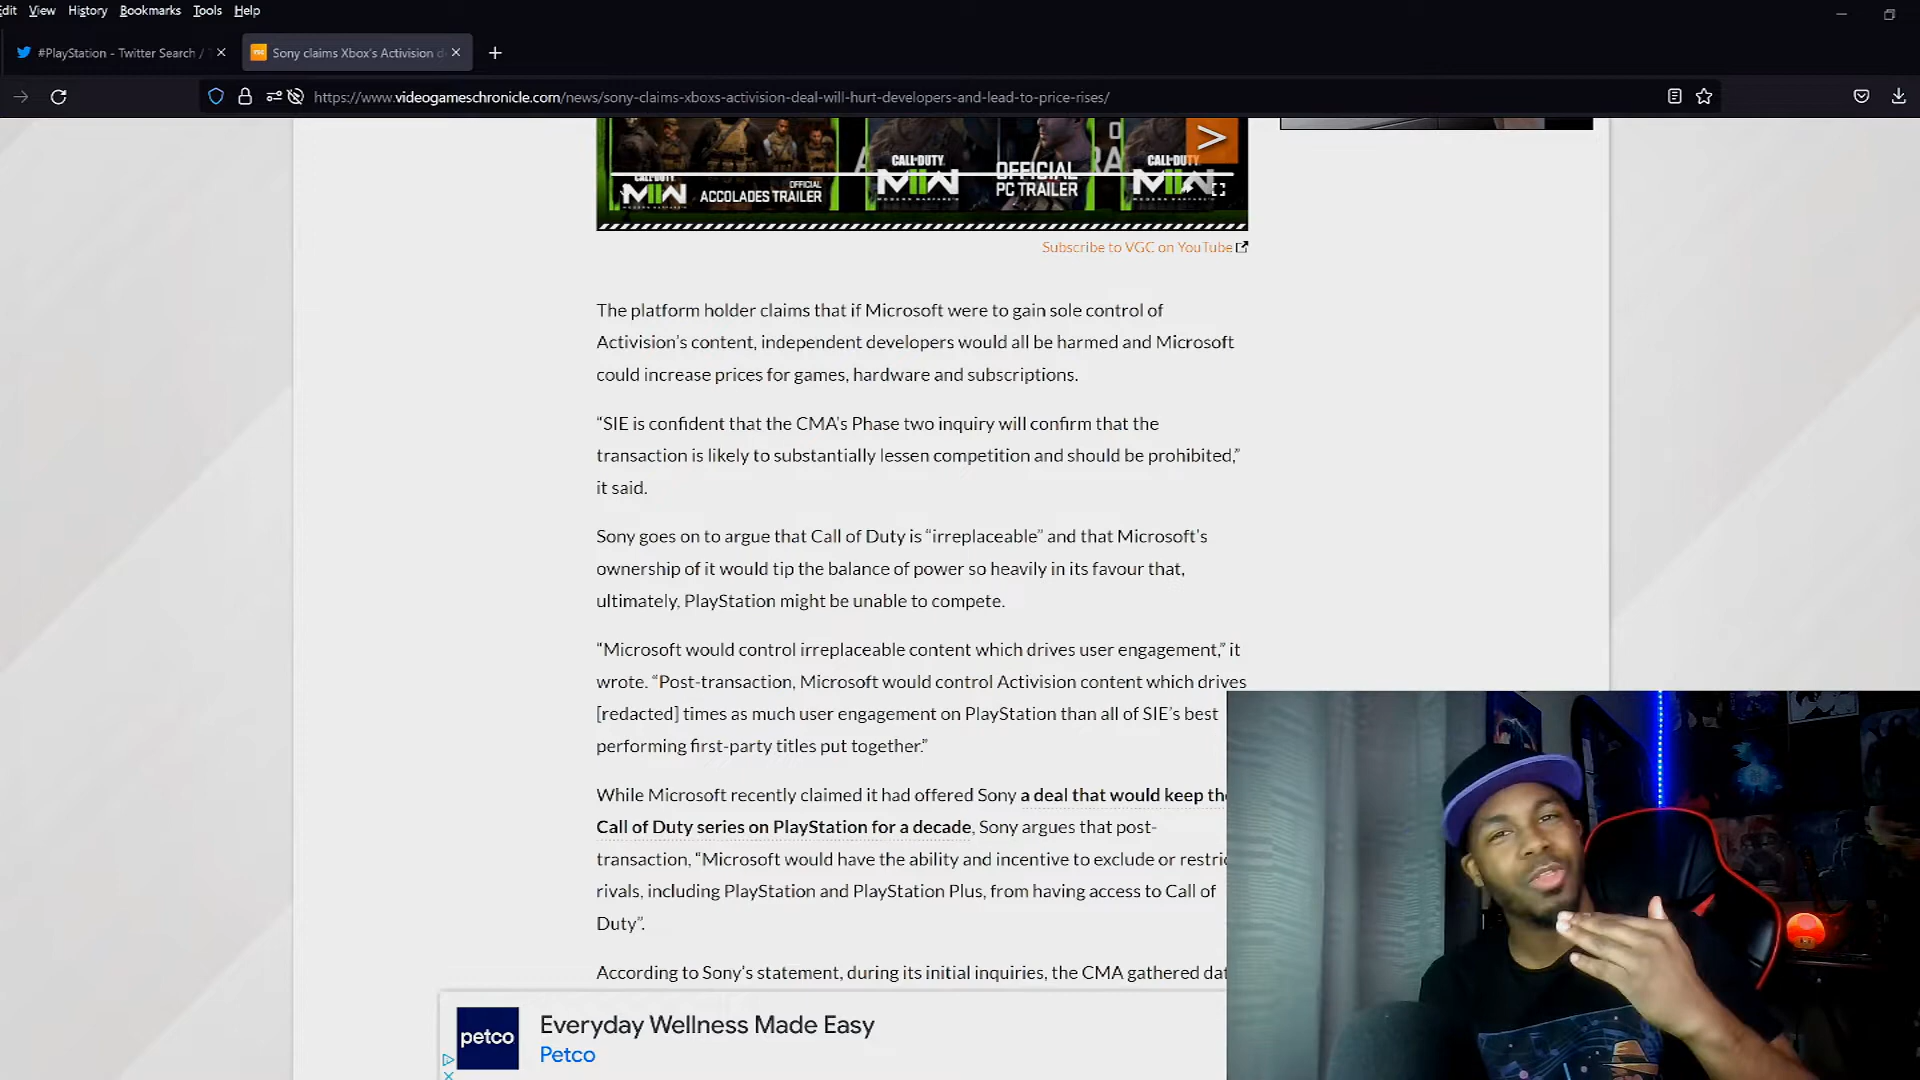 Edit View History Bookmarks Tools Help
#PlayStation - Twitter Search /
VGC Sony claims Xbox's Activision d
https://www.videogameschronicle.com/news/sony-claims-xboxs-activision-deal-will-hurt-developers-and-lead-to-price-rises/
CALL OF DUTY
MWII
OFFICIAL
ACCOLADES TRAILER
CALL OF DUTY
MWII
OFFICIAL
PC TRAILER
CALL OF DUTY
MWII
Subscribe to VGC on YouTube
The platform holder claims that if Microsoft were to gain sole control of
Activision's content, independent developers would all be harmed and Microsoft
could increase prices for games, hardware and subscriptions.
“SIE is confident that the CMA's Phase two inquiry will confirm that the
transaction is likely to substantially lessen competition and should be prohibited,”
it said.
Sony goes on to argue that Call of Duty is “irreplaceable” and that Microsoft's
ownership of it would tip the balance of power so heavily in its favour that,
ultimately, PlayStation might be unable to compete.
“Microsoft would control irreplaceable content which drives user engagement,” it
wrote. “Post-transaction, Microsoft would control Activision content which drives
[redacted] times as much user engagement on PlayStation than all of SIE's best
performing first-party titles put together.”
While Microsoft recently claimed it had offered Sony a deal that would keep the
Call of Duty series on PlayStation for a decade, Sony argues that post-
transaction, “Microsoft would have the ability and incentive to exclude or restric
rivals, including PlayStation and PlayStation Plus, from having access to Call of
Duty”.
According to Sony's statement, during its initial inquiries, the CMA gathered dat
petco
Everyday Wellness Made Easy
Petco